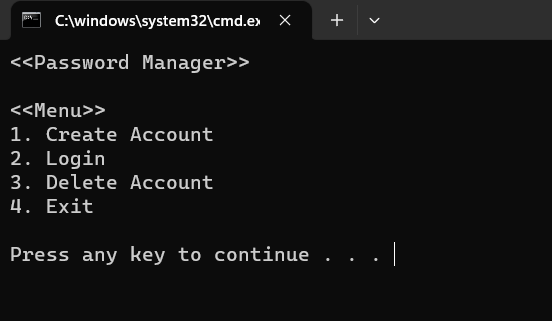 C:\windows\system32\cmd.ex
<<Password Manager>>
<<Menu>>
1. Create Account
2. Login
3. Delete Account
4. Exit
Press any key to continue . . .